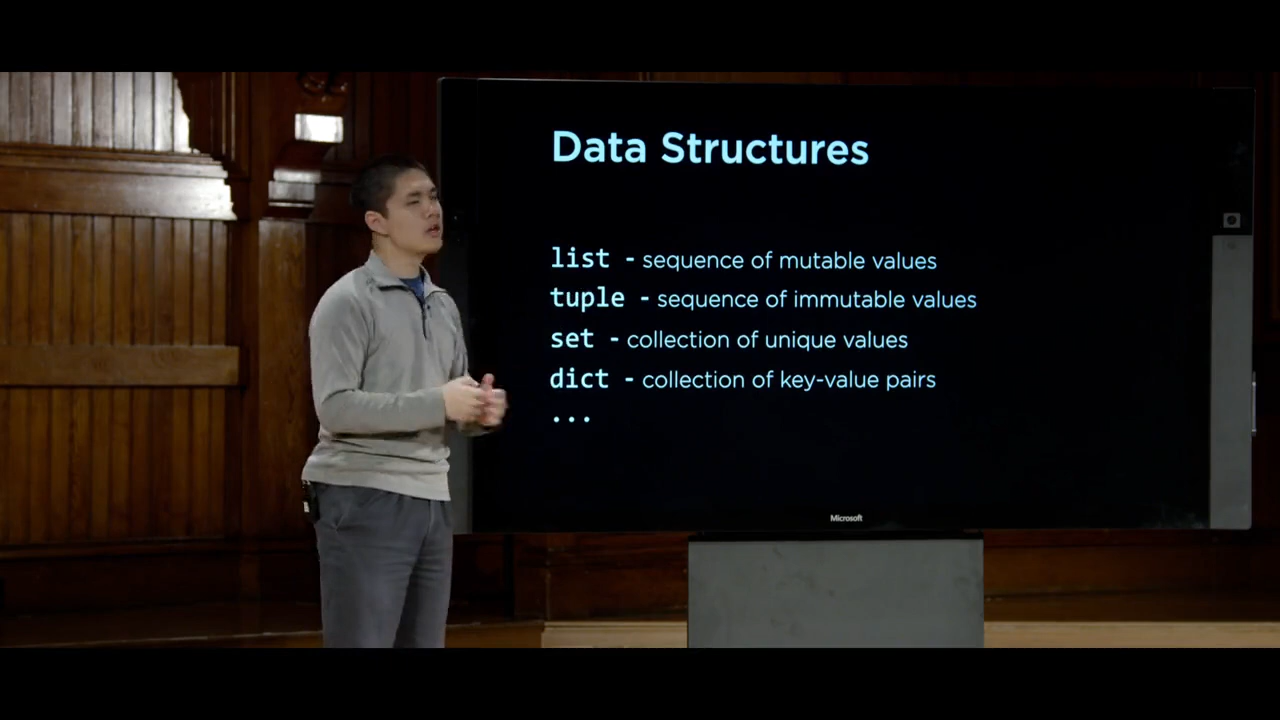 Data Structures
list - sequence of mutable values
tuple - sequence of immutable values
set - collection of unique values
dict - collection of key-value pairs
...
Microsoft